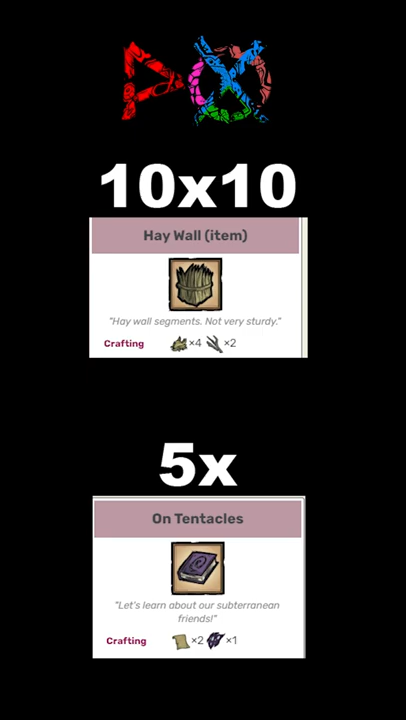 10x10
Hay Wall (item)
"Hay wall segments. Not very sturdy."
Crafting ×4 ×2
5x
On Tentacles
"Let's learn about our subterranean
friends!"
Crafting ×2 ×1